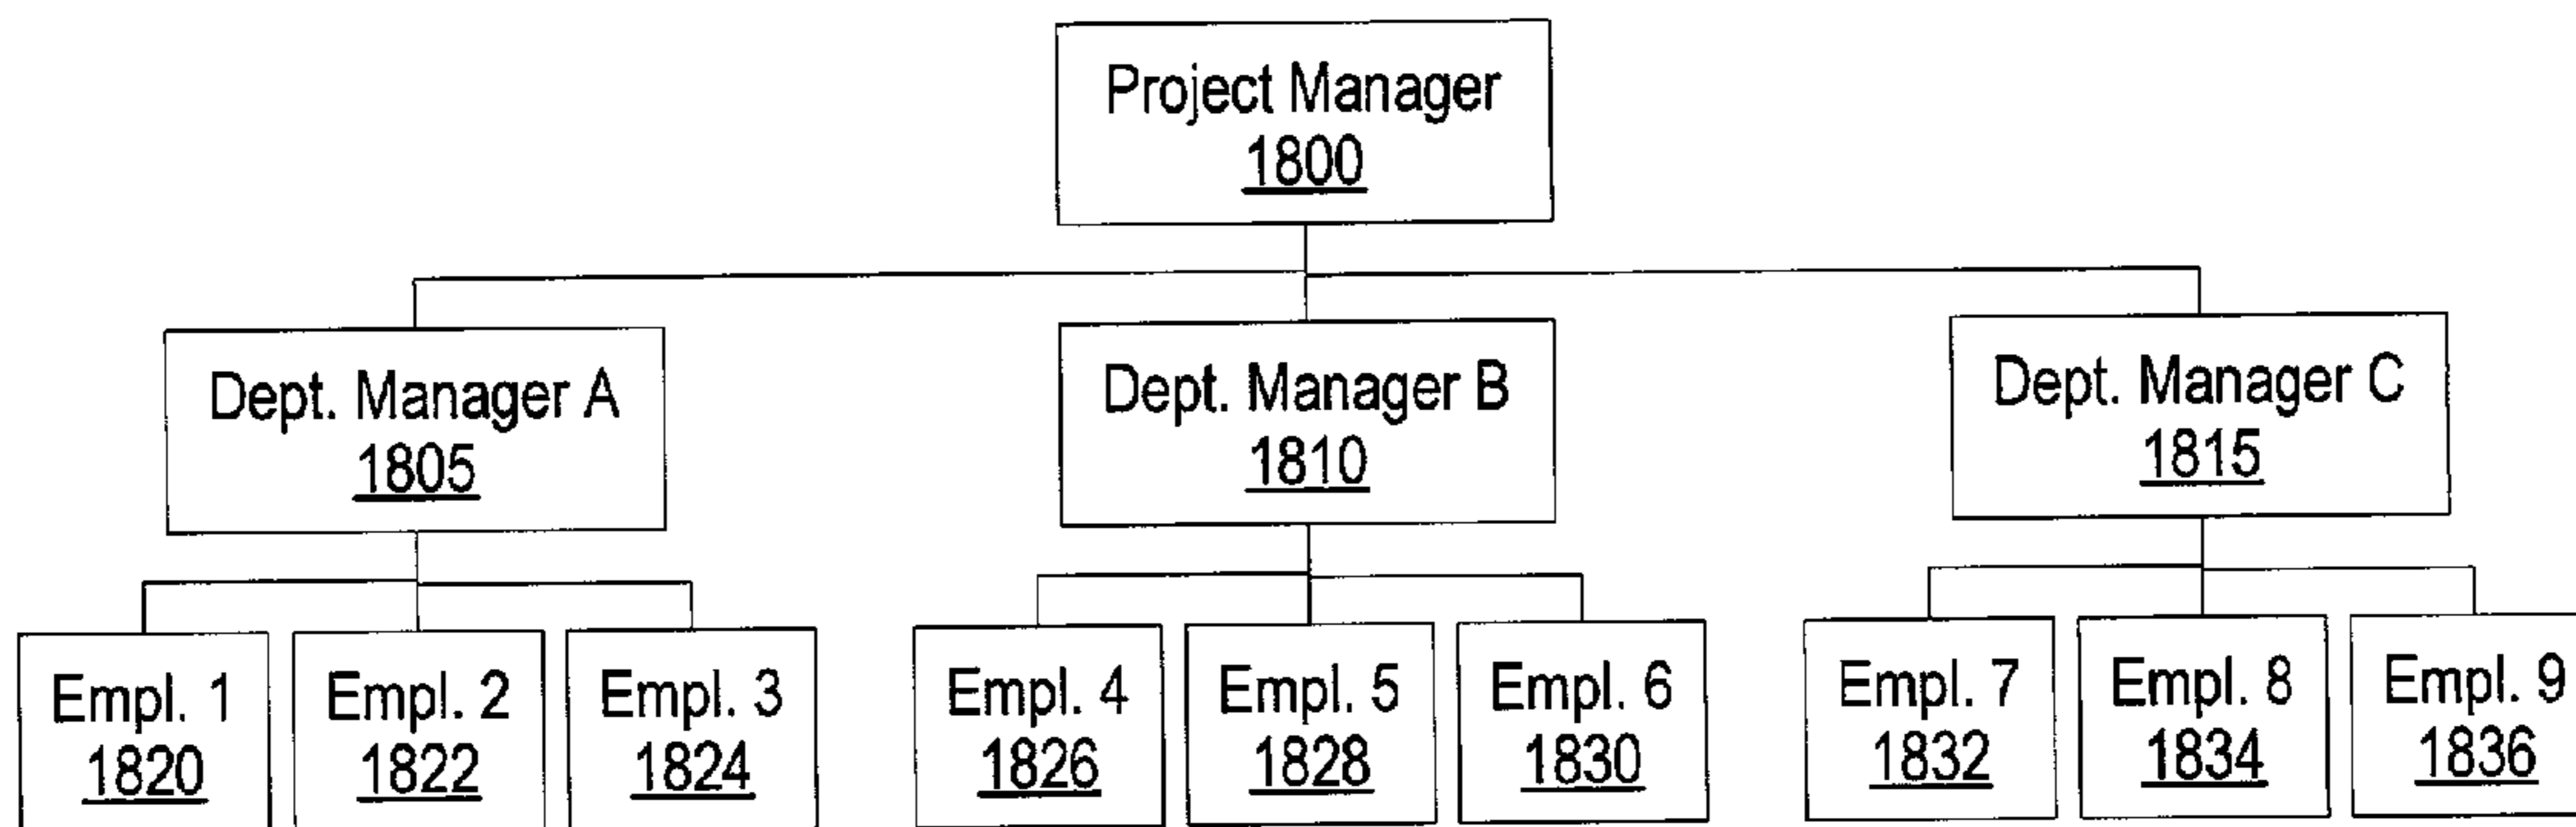 Project Manager
1800
Dept. Manager A
1805
Dept. Manager B
1810
Dept. Manager C
1815
Empl. 1
1820
Empl. 2
1822
Empl. 3
1824
Empl. 4
1826
Empl. 5
1828
Empl. 6
1830
Empl. 7
1832
Empl. 8
1834
Empl. 9
1836